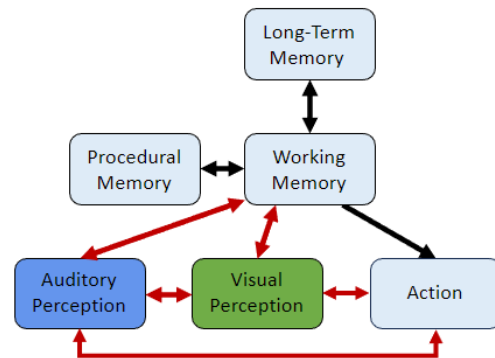 Long-Term
Memory
Procedural
Memory
Working
Memory
Auditory
Perception
Visual
Perception
Action